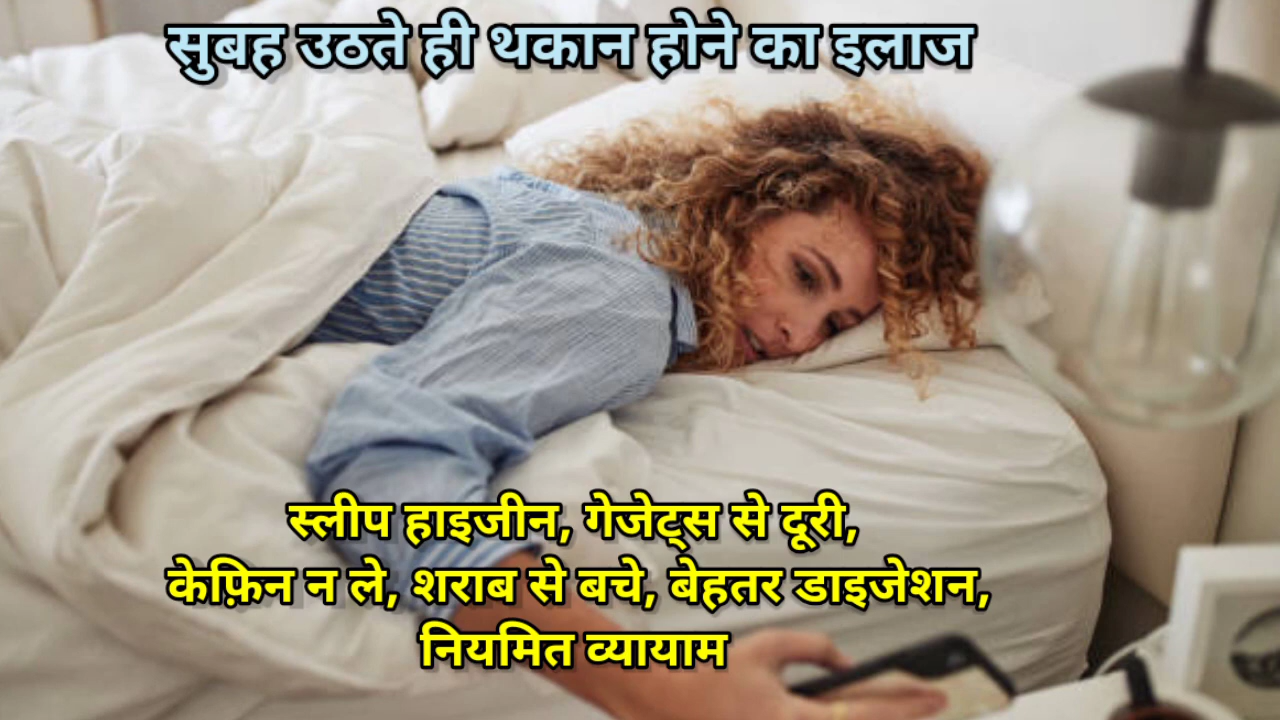 सुबह उठते ही थकान होने का इलाज
स्लीप हाइजीन, गेजेट्स से दूरी,
केफ़िन न ले, शराब से बचे, बेहतर डाइजेशन,
नियमित व्यायाम